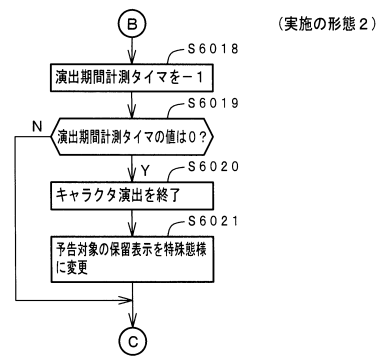 B
(実施の形態2)
S6018
演出期間計測タイマを-1
S6019
N
演出期間計測タイマの値は0?
Y
S6020
キャラクタ演出を終了
S6021
予告対象の保留表示を特殊態様
に変更
C